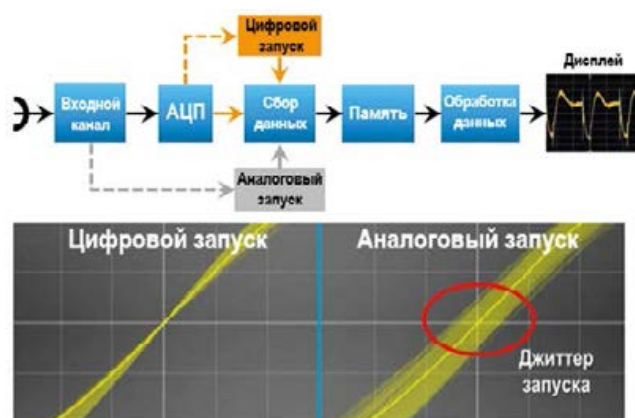 Цифровой
запуск
Дисплей
Входной
канал
АЦП
Сбор
данных
Память
Обработка
данных
Аналоговый
запуск
Цифровой запуск
Аналоговый запуск
Джиттер
запуска